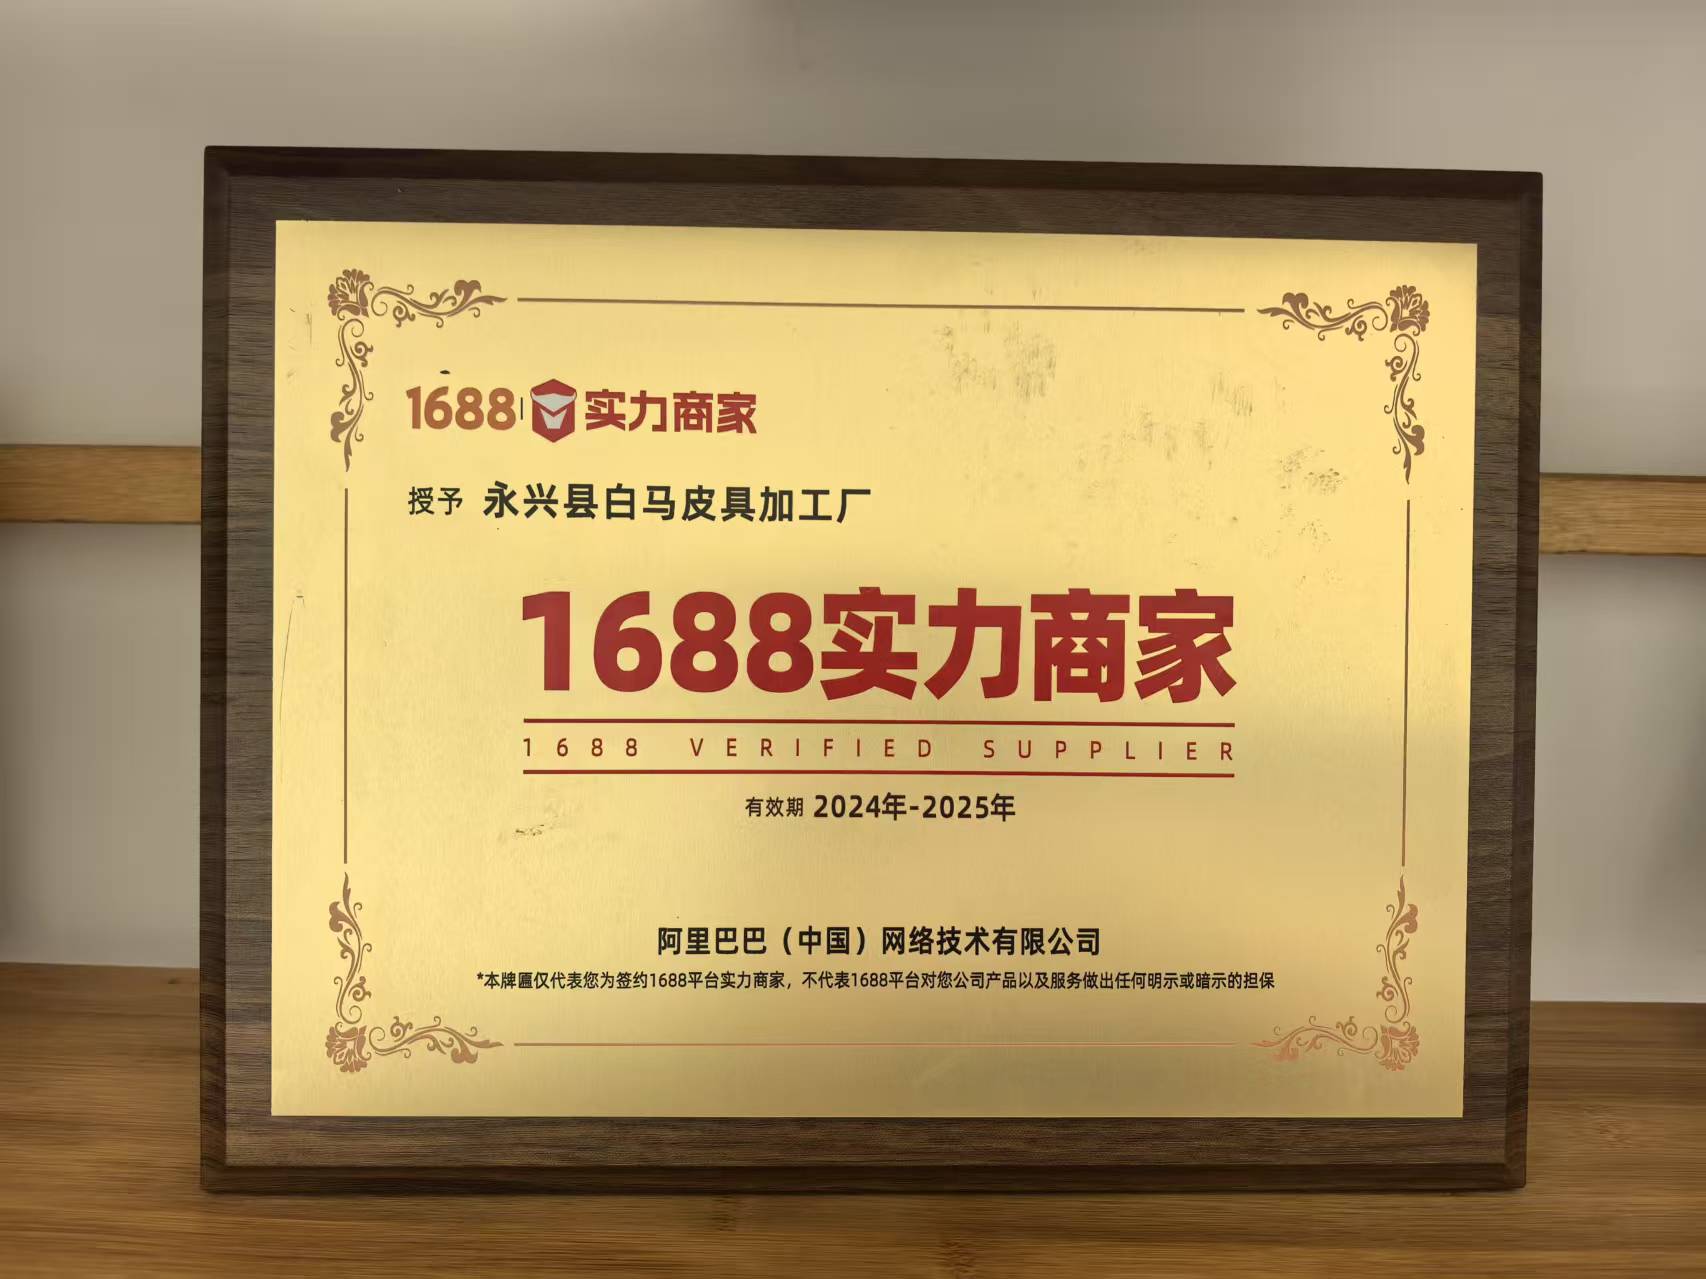 1688 实力商家
授予 永兴县白马皮具加工厂
1688实力商家
1688 VERIFIED SUPPLIER
有效期 2024年-2025年
阿里巴巴（中国）网络技术有限公司
*本牌匾仅代表您为签约1688平台实力商家，不代表1688平台对您公司产品以及服务做出任何明示或暗示的担保